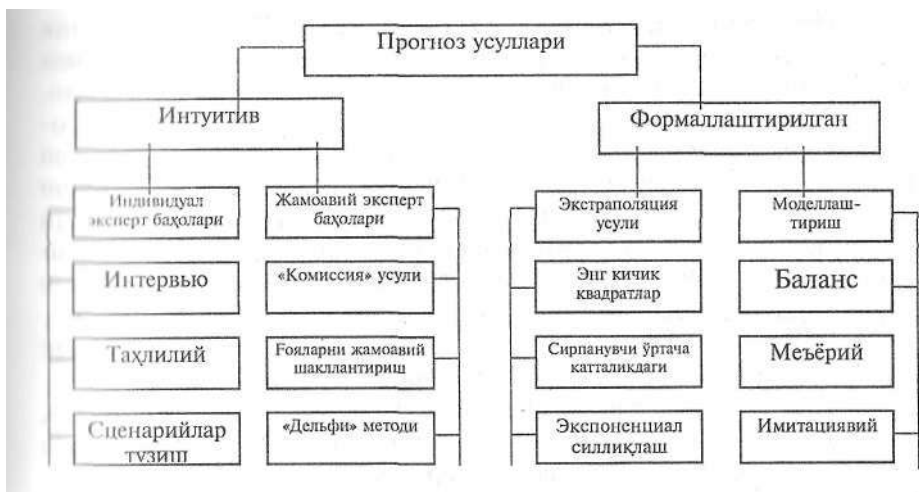 Прогноз усуллари
Интуитив
Формаллаштирилган
Индивидуал
эксперт баҳолари
Жамоавий эксперт
баҳолари
Экстраполяция
усули
Моделлаш-
тириш
Интервью
«Комиссия» усули
Энг кичик
квадратлар
Баланс
Таҳлилий
Ғояларни жамоавий
шакллантириш
Сирпанувчи ўртача
катталикдаги
Меъёрий
Сценарийлар
тузиш
«Дельфи» методи
Экспоненциал
силлиқлаш
Имитациявий